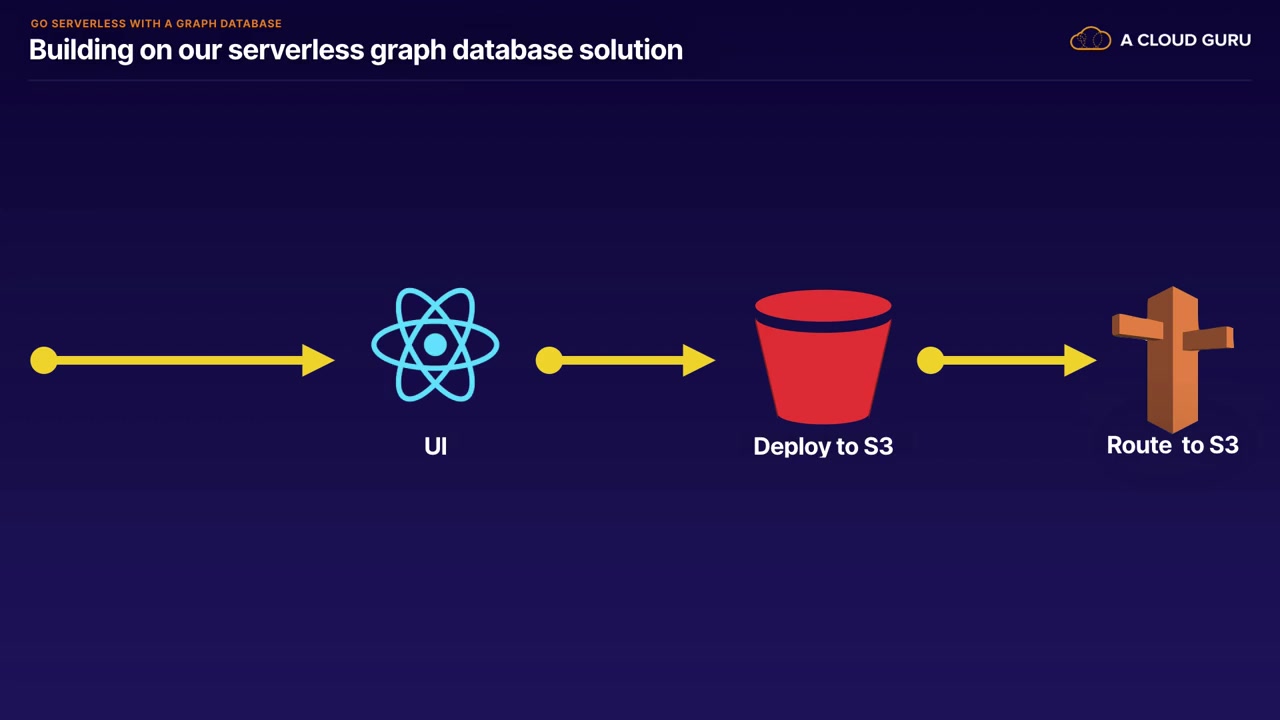 GO SERVERLESS WITH A GRAPH DATABASE
Building on our serverless graph database solution
A CLOUD GURU
UI
Deploy to S3
Route to S3